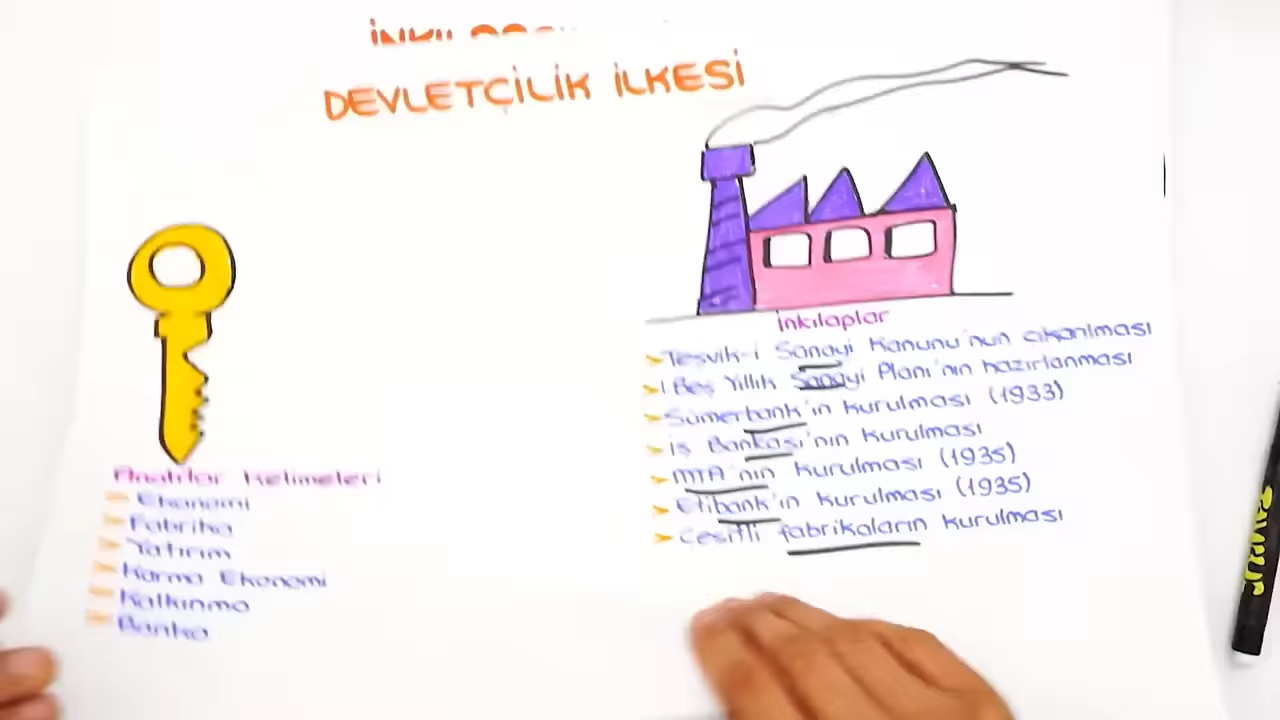 DEVLETÇİLİK İLKESİ
İnkılaplar
Teşvik-i Sanayi Kanunu'nun çıkarılması
1. Beş Yıllık Sanayi Planı'nın hazırlanması
Sümerbank'ın kurulması (1933)
İş Bankası'nın kurulması
MTA'nın kurulması (1935)
Etibank'ın kurulması (1935)
Çeşitli fabrikaların kurulması
Anahtar Kelimeleri
Ekonomi
Fabrika
Yatırım
Karma Ekonomi
Kalkınma
Banka